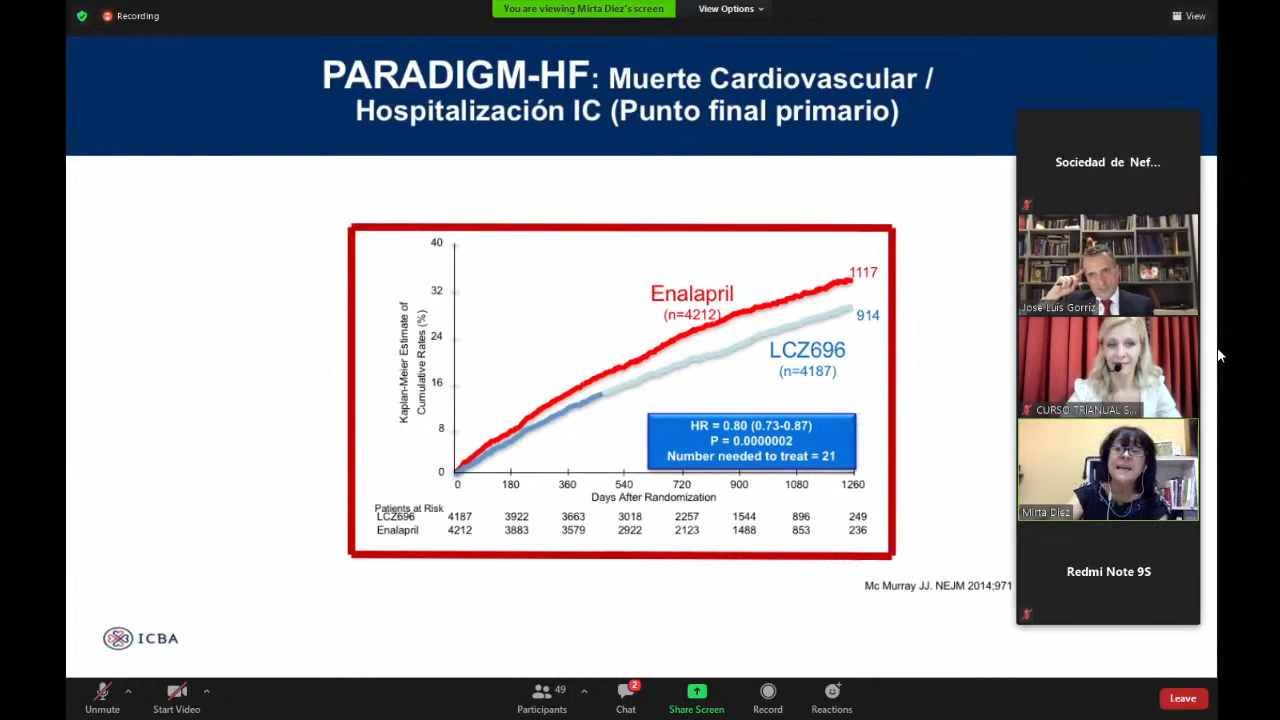 You are viewing Mirta Diez's screen
View Options
Recording
View
PARADIGM-HF: Muerte Cardiovascular /
Hospitalización IC (Punto final primario)
Sociedad de Nef...
Jose Luis Gorriz
CURSO TRIANUAL S...
Mirta Diez
Redmi Note 9S
Kaplan-Meier Estimate of
Cumulative Rates (%)
40
32
24
16
8
0
Enalapril
(n=4212)
1117
914
LCZ696
(n=4187)
HR = 0.80 (0.73-0.87)
P = 0.0000002
Number needed to treat = 21
0 180 360 540 720 900 1080 1260
Days After Randomization
Patients at Risk
LCZ696 4187 3922 3663 3018 2257 1544 896 249
Enalapril 4212 3883 3579 2922 2123 1488 853 236
Mc Murray JJ. NEJM 2014;971
ICBA
Unmute
Start Video
49
Participants
2
Chat
Share Screen
Record
Reactions
Leave